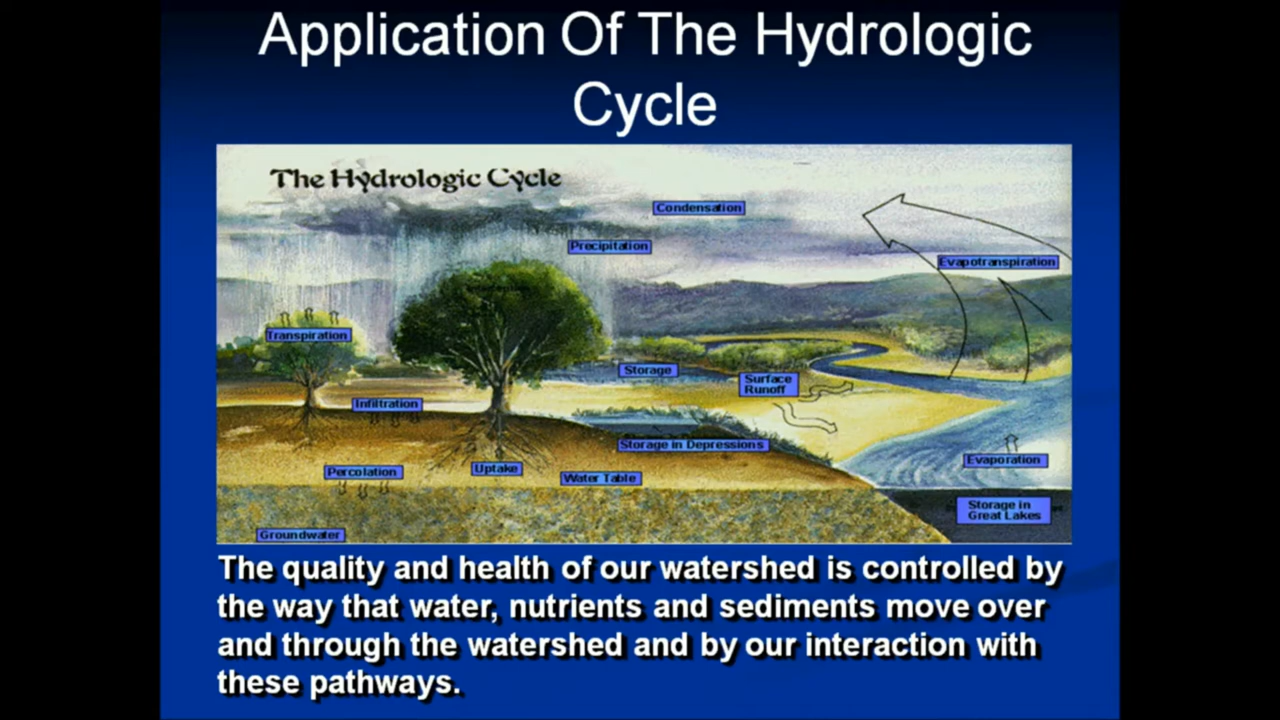 Application Of The Hydrologic
Cycle
The Hydrologic Cycle
Condensation
Precipitation
Evapotranspiration
Transpiration
Storage
Surface
Runoff
Infiltration
Storage in Depressions
Evaporation
Percolation
Uptake
Water Table
Storage in
Great Lakes
Groundwater
The quality and health of our watershed is controlled by
the way that water, nutrients and sediments move over
and through the watershed and by our interaction with
these pathways.